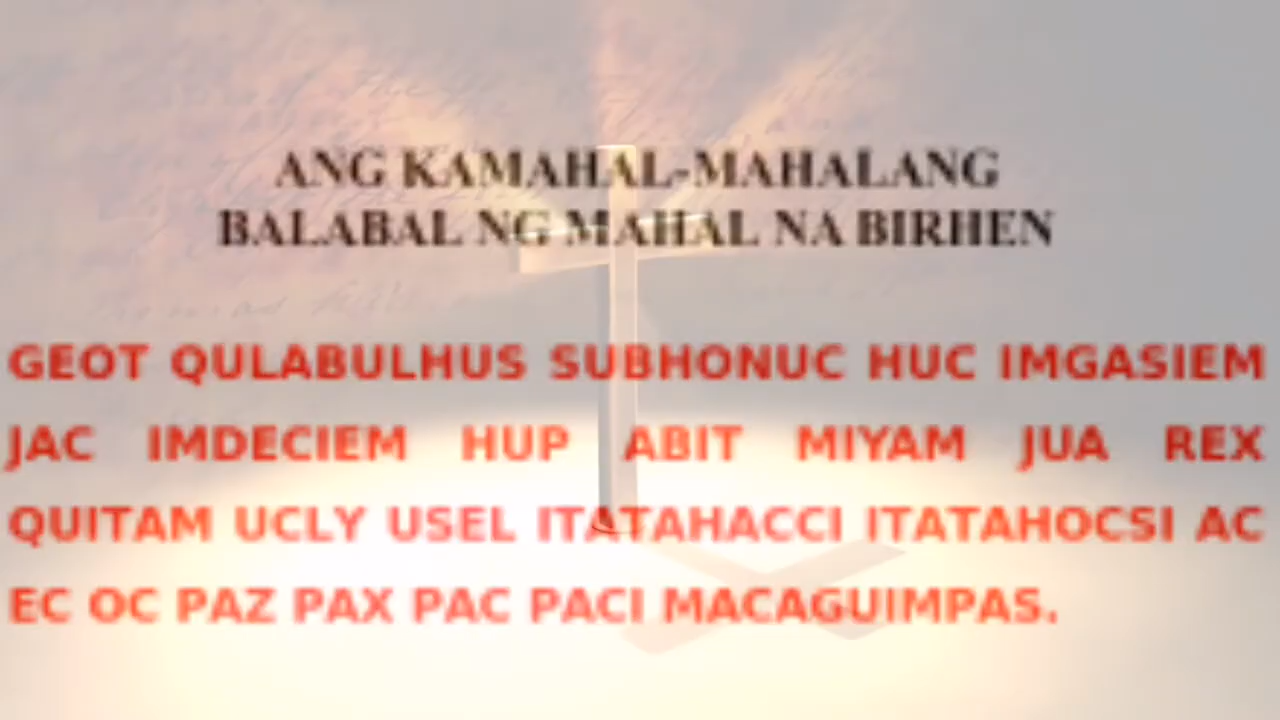 ANG KAMAHAL-MAHALANG
BALABAL NG MAHAL NA BIRHEN
GEOT QULABULHUS SUBHONUC HUC IMGASIEM
JAC IMDECIEM HUP ABIT MIYAM JUA REX
QUITAM UCLY USEL ITATAHACCI ITATAHOCSI AC
EC OC PAZ PAX PAC PACI MACAGUIMPAS.